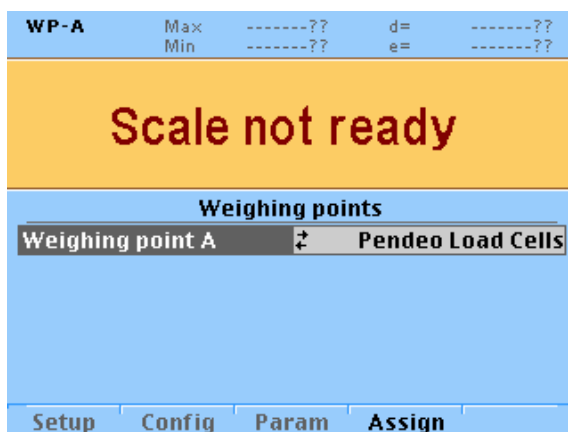 WP-A Max -------?? d= -------??
Min -------?? e= -------??
Scale not ready
Weighing points
Weighing point A Pendeo Load Cells
Setup Config Param Assign